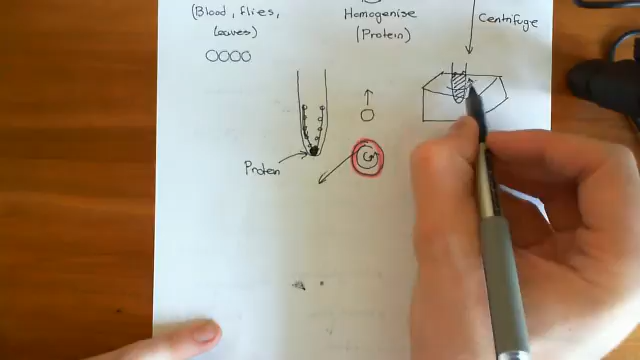 (Blood, flies,
leaves)
Homogenise
(Protein)
Centrifuge
Protein